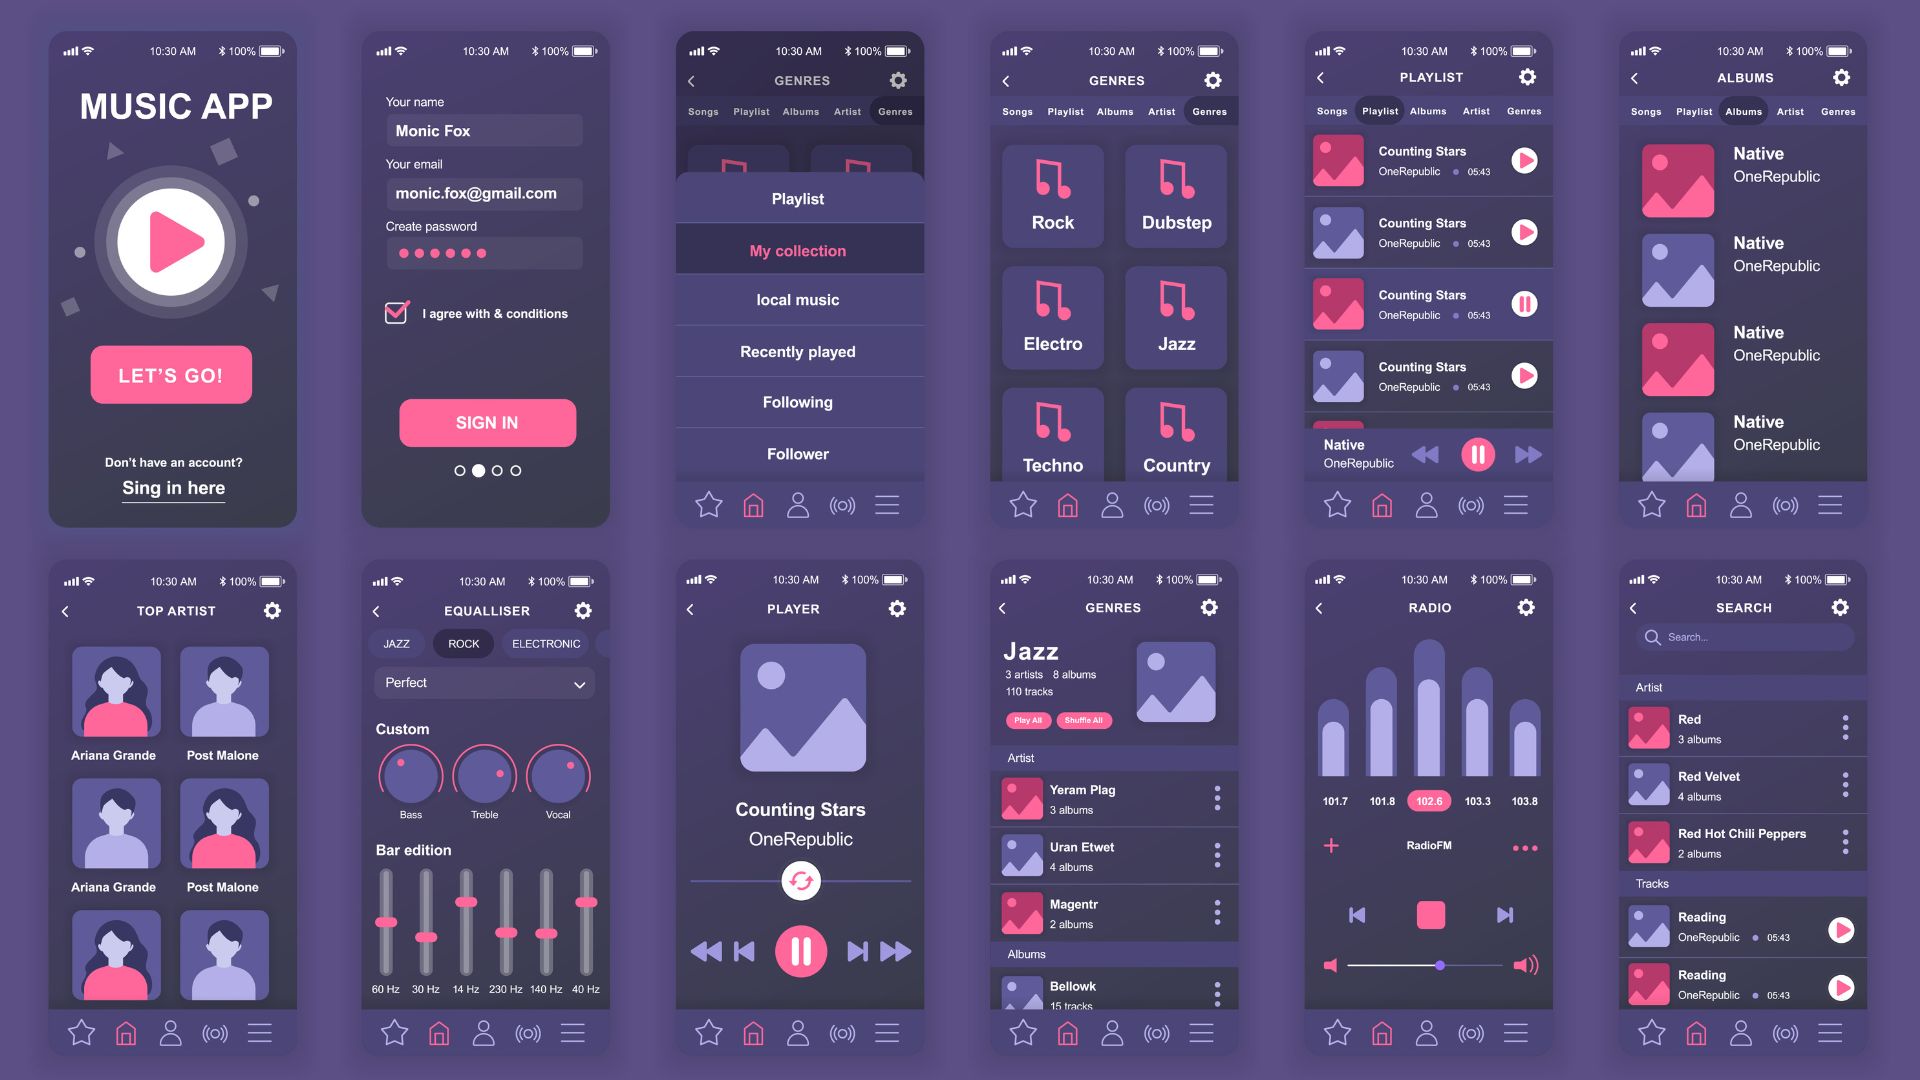 10:30 AM 100%
MUSIC APP
LET'S GO!
Don't have an account?
Sing in here
10:30 AM 100%
Your name
Monic Fox
Your email
monic.fox@gmail.com
Create password
I agree with & conditions
SIGN IN
10:30 AM 100%
GENRES
Songs Playlist Albums Artist Genres
Playlist
My collection
local music
Recently played
Following
Follower
10:30 AM 100%
GENRES
Songs Playlist Albums Artist Genres
Rock Dubstep
Electro Jazz
Techno Country
10:30 AM 100%
PLAYLIST
Songs Playlist Albums Artist Genres
Counting Stars
OneRepublic 05:43
Counting Stars
OneRepublic 05:43
Counting Stars
OneRepublic 05:43
Counting Stars
OneRepublic 05:43
Native
OneRepublic
10:30 AM 100%
ALBUMS
Songs Playlist Albums Artist Genres
Native
OneRepublic
Native
OneRepublic
Native
OneRepublic
Native
OneRepublic
10:30 AM 100%
TOP ARTIST
Ariana Grande Post Malone
Ariana Grande Post Malone
10:30 AM 100%
EQUALLISER
JAZZ ROCK ELECTRONIC
Perfect
Custom
Bass Treble Vocal
Bar edition
60 Hz 30 Hz 14 Hz 230 Hz 140 Hz 40 Hz
10:30 AM 100%
PLAYER
Counting Stars
OneRepublic
10:30 AM 100%
GENRES
Jazz
3 artists 8 albums
110 tracks
Play All Shuffle All
Artist
Yeram Plag
3 albums
Uran Etwet
4 albums
Magentr
2 albums
Albums
Bellowk
15 tracks
10:30 AM 100%
RADIO
101.7 101.8 102.6 103.3 103.8
RadioFM
10:30 AM 100%
SEARCH
Search...
Artist
Red
3 albums
Red Velvet
4 albums
Red Hot Chili Peppers
2 albums
Tracks
Reading
OneRepublic 05:43
Reading
OneRepublic 05:43